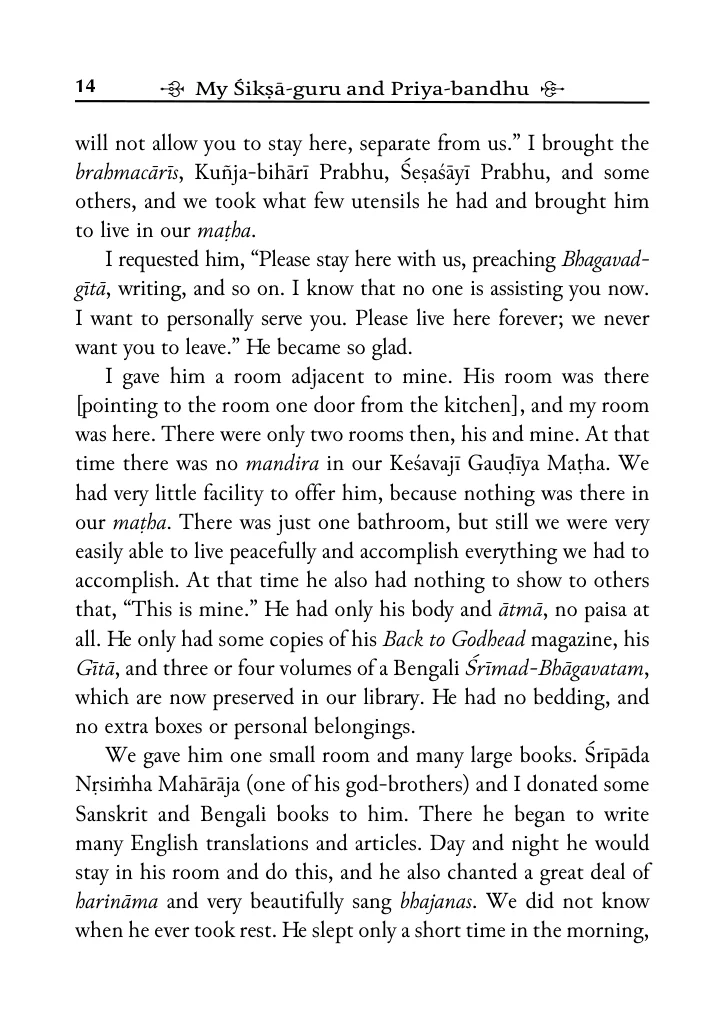 14 My Śikṣā-guru and Priya-bandhu
will not allow you to stay here, separate from us.” I brought the
brahmacārīs, Kuñja-bihārī Prabhu, Śeṣaśāyī Prabhu, and some
others, and we took what few utensils he had and brought him
to live in our maṭha.
I requested him, “Please stay here with us, preaching Bhagavad-
gītā, writing, and so on. I know that no one is assisting you now.
I want to personally serve you. Please live here forever; we never
want you to leave.” He became so glad.
I gave him a room adjacent to mine. His room was there
[pointing to the room one door from the kitchen], and my room
was here. There were only two rooms then, his and mine. At that
time there was no mandira in our Keśavajī Gauḍīya Maṭha. We
had very little facility to offer him, because nothing was there in
our maṭha. There was just one bathroom, but still we were very
easily able to live peacefully and accomplish everything we had to
accomplish. At that time he also had nothing to show to others
that, “This is mine.” He had only his body and ātmā, no paisa at
all. He only had some copies of his Back to Godhead magazine, his
Gītā, and three or four volumes of a Bengali Śrīmad-Bhāgavatam,
which are now preserved in our library. He had no bedding, and
no extra boxes or personal belongings.
We gave him one small room and many large books. Śrīpāda
Nṛsiṁha Mahārāja (one of his god-brothers) and I donated some
Sanskrit and Bengali books to him. There he began to write
many English translations and articles. Day and night he would
stay in his room and do this, and he also chanted a great deal of
harināma and very beautifully sang bhajanas. We did not know
when he ever took rest. He slept only a short time in the morning,